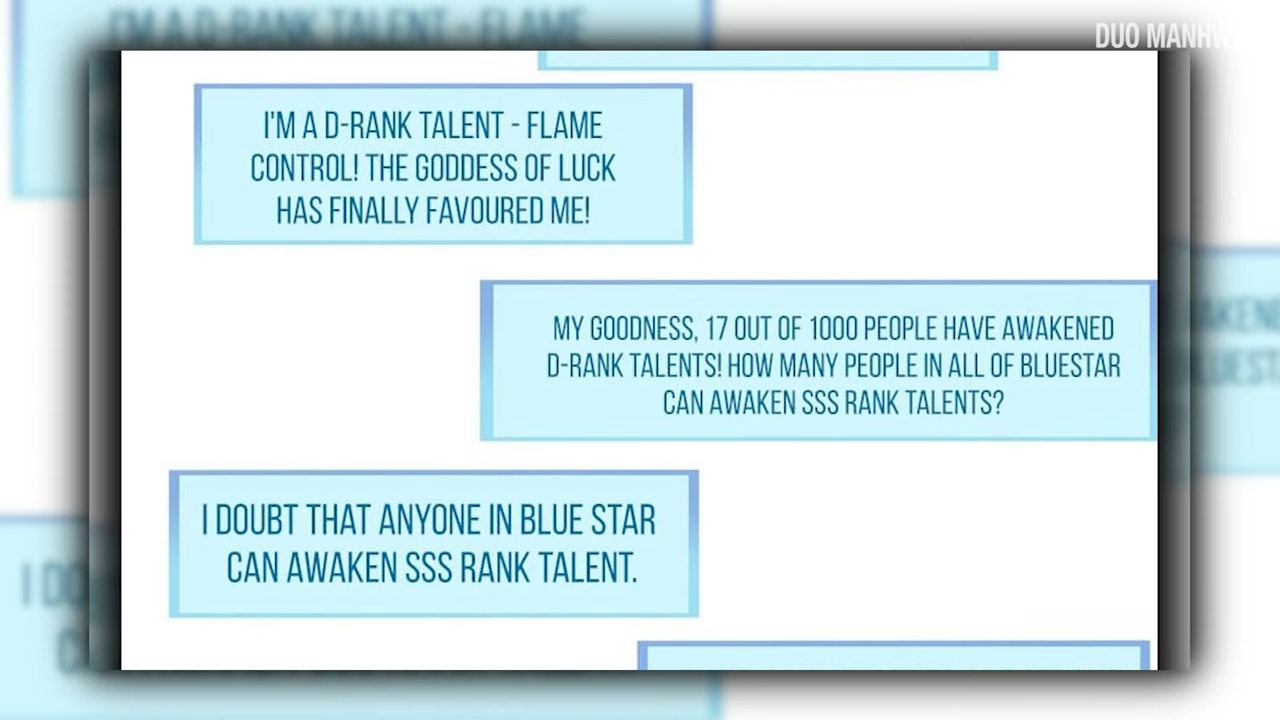 DUO MANHW
I'M A D-RANK TALENT - FLAME
CONTROL! THE GODDESS OF LUCK
HAS FINALLY FAVOURED ME!
MY GOODNESS, 17 OUT OF 1000 PEOPLE HAVE AWAKENED
D-RANK TALENTS! HOW MANY PEOPLE IN ALL OF BLUESTAR
CAN AWAKEN SSS RANK TALENTS?
I DOUBT THAT ANYONE IN BLUE STAR
CAN AWAKEN SSS RANK TALENT.